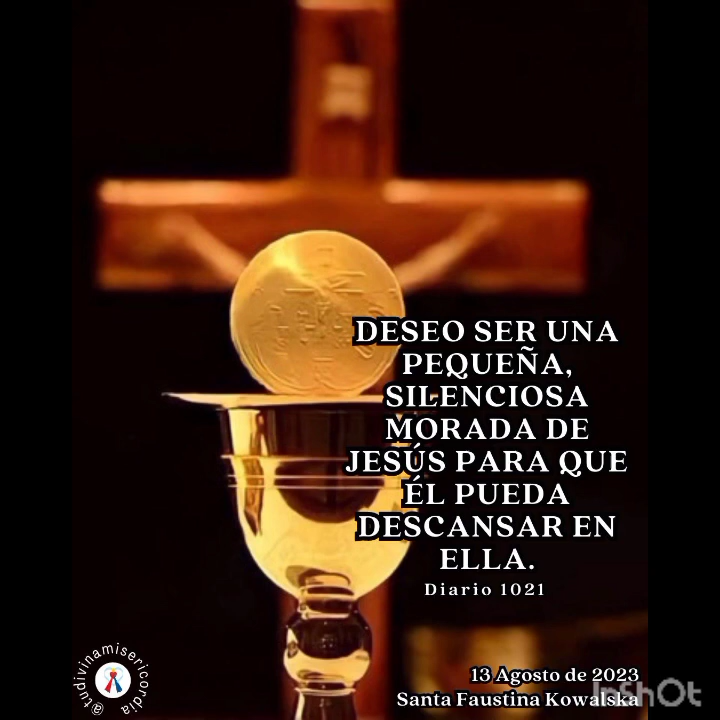 DESEO SER UNA
PEQUEÑA,
SILENCIOSA
MORADA DE
JESÚS PARA QUE
ÉL PUEDA
DESCANSAR EN
ELLA.
Diario 1021
@tudivinamisericordia
13 Agosto de 2023
Santa Faustina Kowalska
InShOt